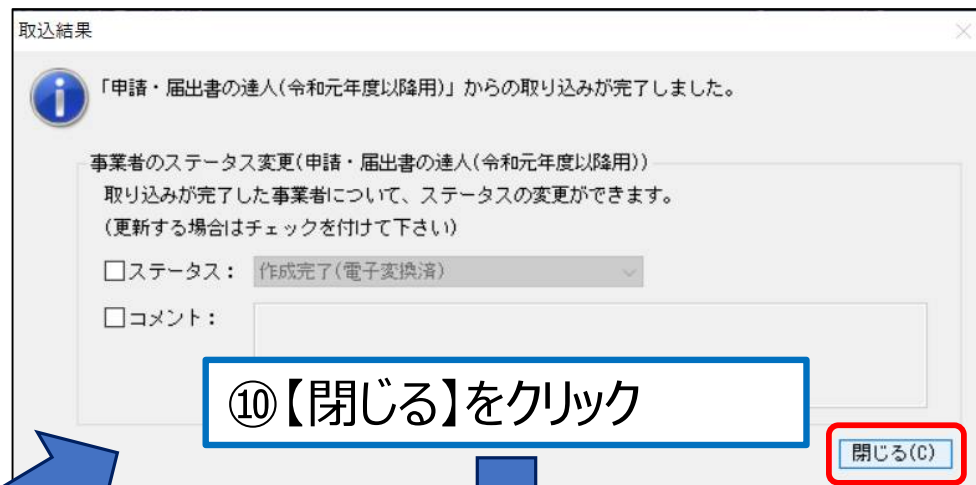 取込結果
「申請・届出書の達人(令和元年度以降用)」からの取り込みが完了しました。
事業者のステータス変更(申請・届出書の達人(令和元年度以降用))
取り込みが完了した事業者について、ステータスの変更ができます。
(更新する場合はチェックを付けて下さい)
ステータス： 作成完了(電子変換済)
コメント：
⑩【閉じる】をクリック
閉じる(C)